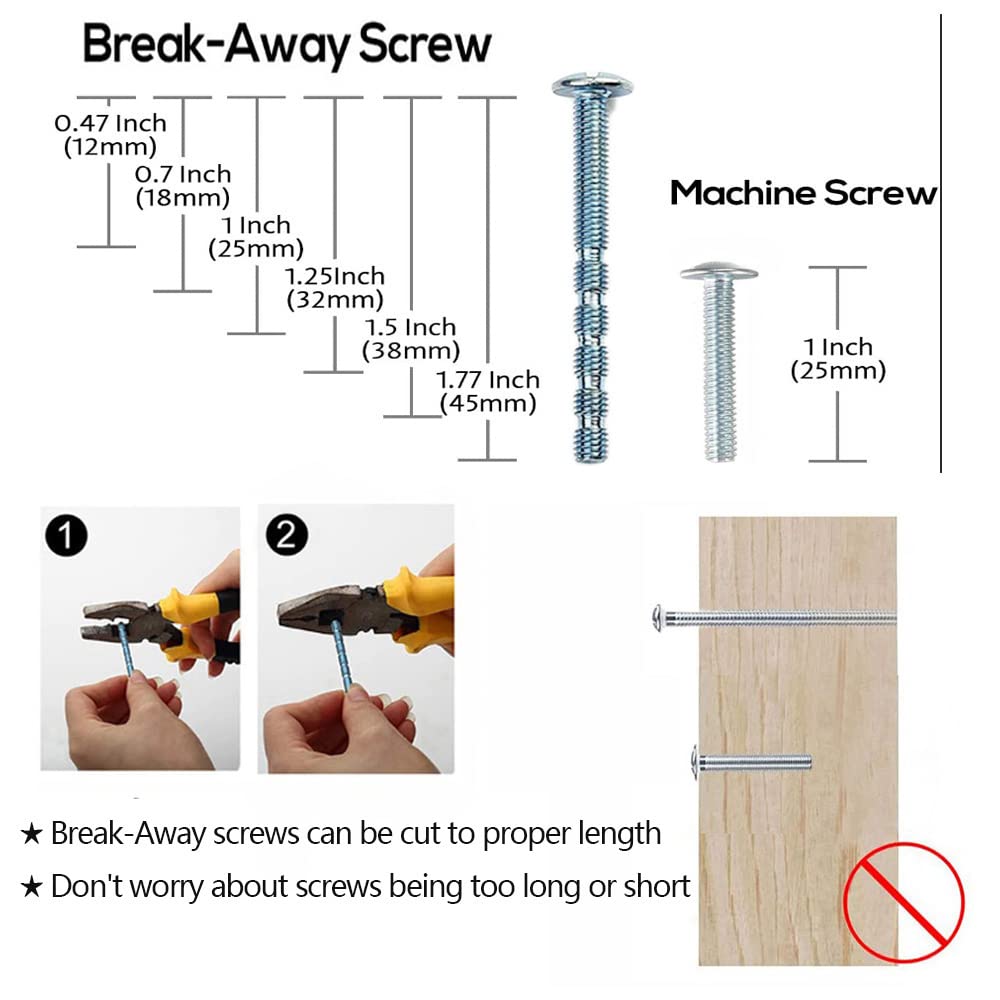 Break-Away Screw
0.47 Inch
(12mm)
0.7 Inch
(18mm)
1 Inch
(25mm)
1.25Inch
(32mm)
1.5 Inch
(38mm)
1.77 Inch
(45mm)
Machine Screw
1 Inch
(25mm)
1
2
★ Break-Away screws can be cut to proper length
★ Don't worry about screws being too long or short